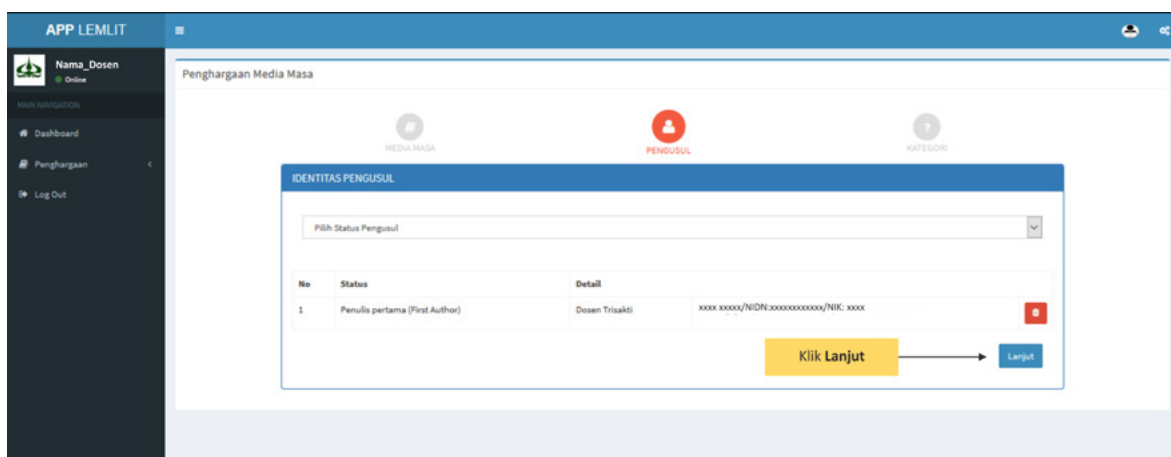 APP LEMLIT
Nama_Dosen
Online
MAIN NAVIGATION
Dashboard
Penghargaan
Log Out
Penghargaan Media Masa
MEDIA MASA
PENGUSUL
?
KATEGORI
IDENTITAS PENGUSUL
Pilih Status Pengusul
No Status Detail
1 Penulis pertama (First Author) Dosen Trisakti xxxx xxxxx/NIDN:xxxxxxxxxxxx/NIK: xxxx
Klik Lanjut
Lanjut